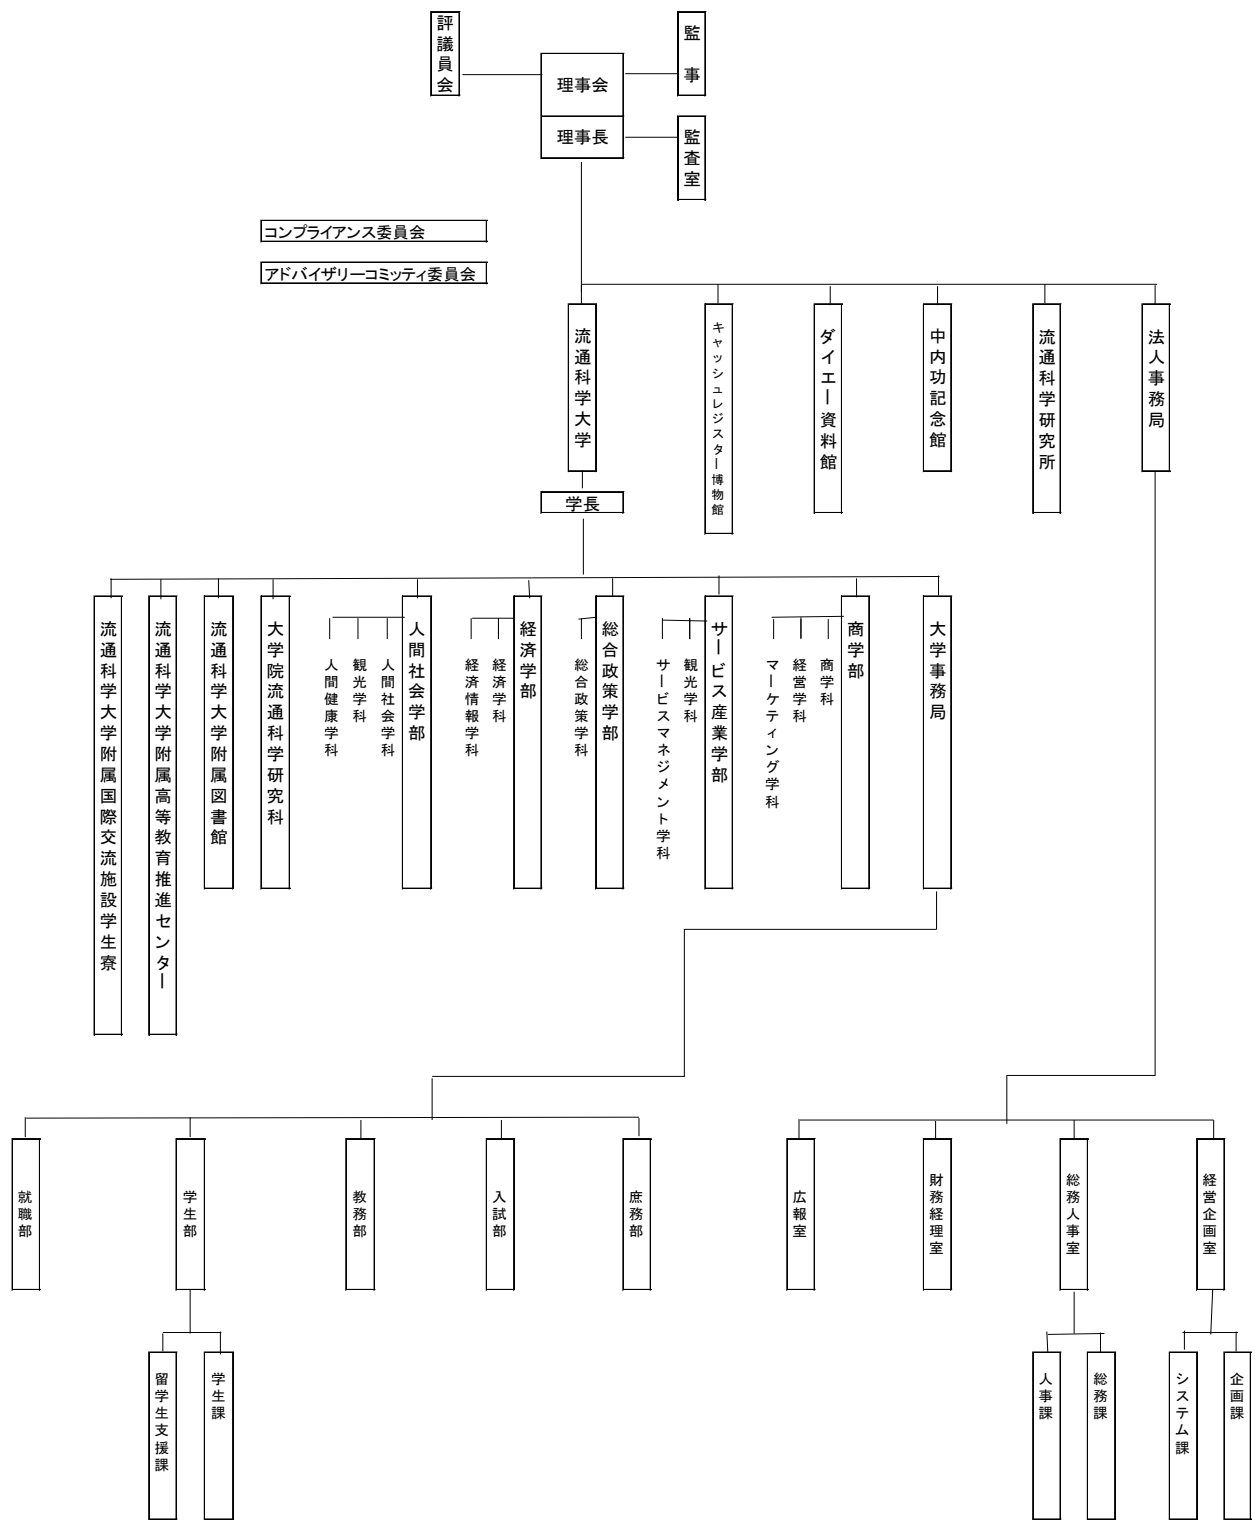 評議員会
監事
理事会
理事長
監査室
コンプライアンス委員会
アドバイザリーコミッティ委員会
法人事務局
流通科学研究所
中内功記念館
ダイエー資料館
キャッシュレジスター博物館
流通科学大学
学長
大学事務局
商学部
商学科
経営学科
マーケティング学科
サービス産業学部
観光学科
サービスマネジメント学科
総合政策学部
総合政策学科
経済学部
経済学科
経済情報学科
人間社会学部
人間社会学科
観光学科
人間健康学科
大学院流通科学研究科
流通科学大学附属図書館
流通科学大学附属高等教育推進センター
流通科学大学附属国際交流施設学生寮
経営企画室
総務人事室
財務経理室
広報室
庶務部
入試部
教務部
学生部
就職部
企画課
システム課
総務課
人事課
学生課
留学生支援課